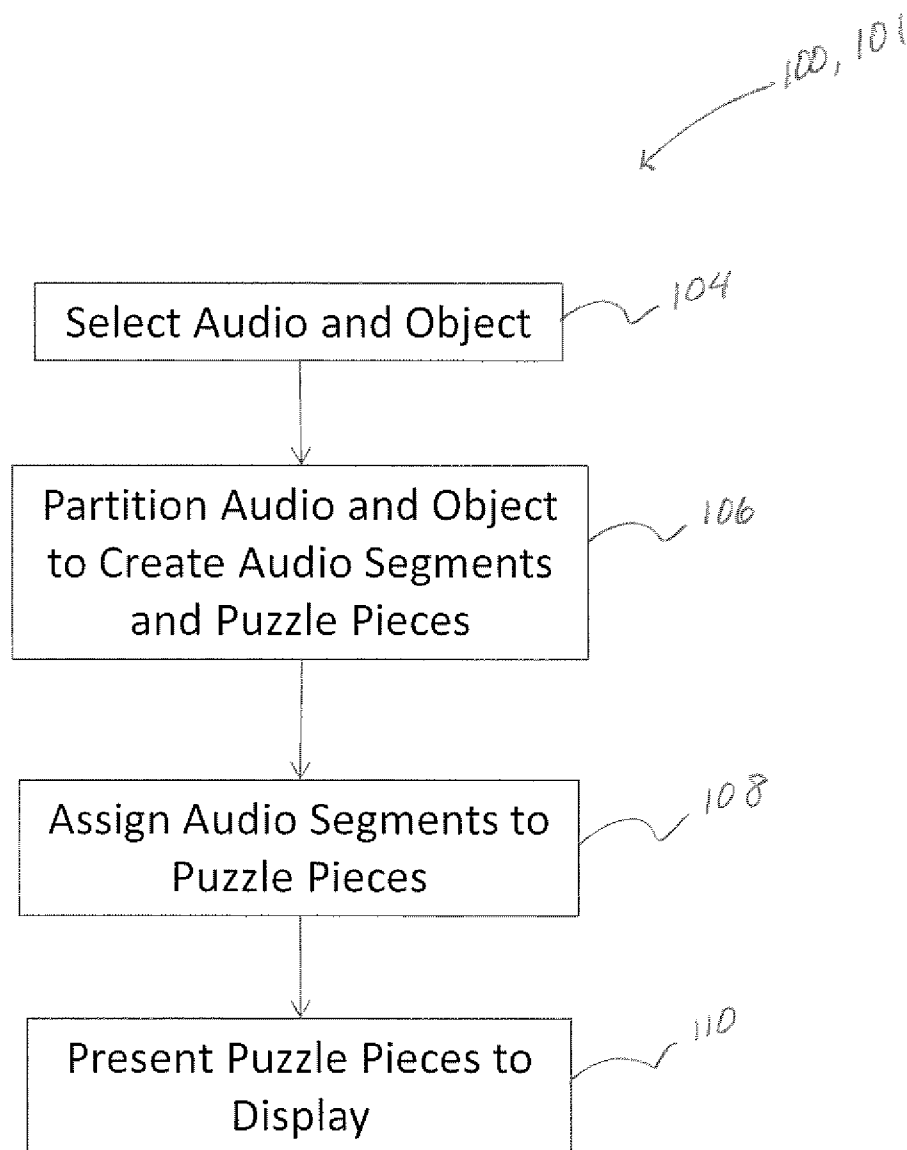 100, 101
Select Audio and Object
104
Partition Audio and Object
to Create Audio Segments
and Puzzle Pieces
106
Assign Audio Segments to
Puzzle Pieces
108
Present Puzzle Pieces to
Display
110